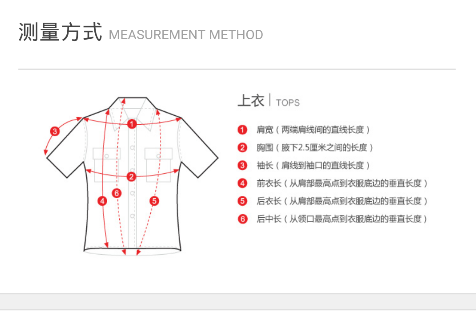 测量方式 MEASUREMENT METHOD
上衣 | TOPS
1 肩宽（两端肩线间的直线长度）
2 胸围（腋下2.5厘米之间的长度）
3 袖长（肩线到袖口的直线长度）
4 前衣长（从肩部最高点到衣服底边的垂直长度）
5 后衣长（从肩部最高点到衣服底边的垂直长度）
6 后中长（从领口最高点到衣服底边的垂直长度）
1
3
2
6
4
5